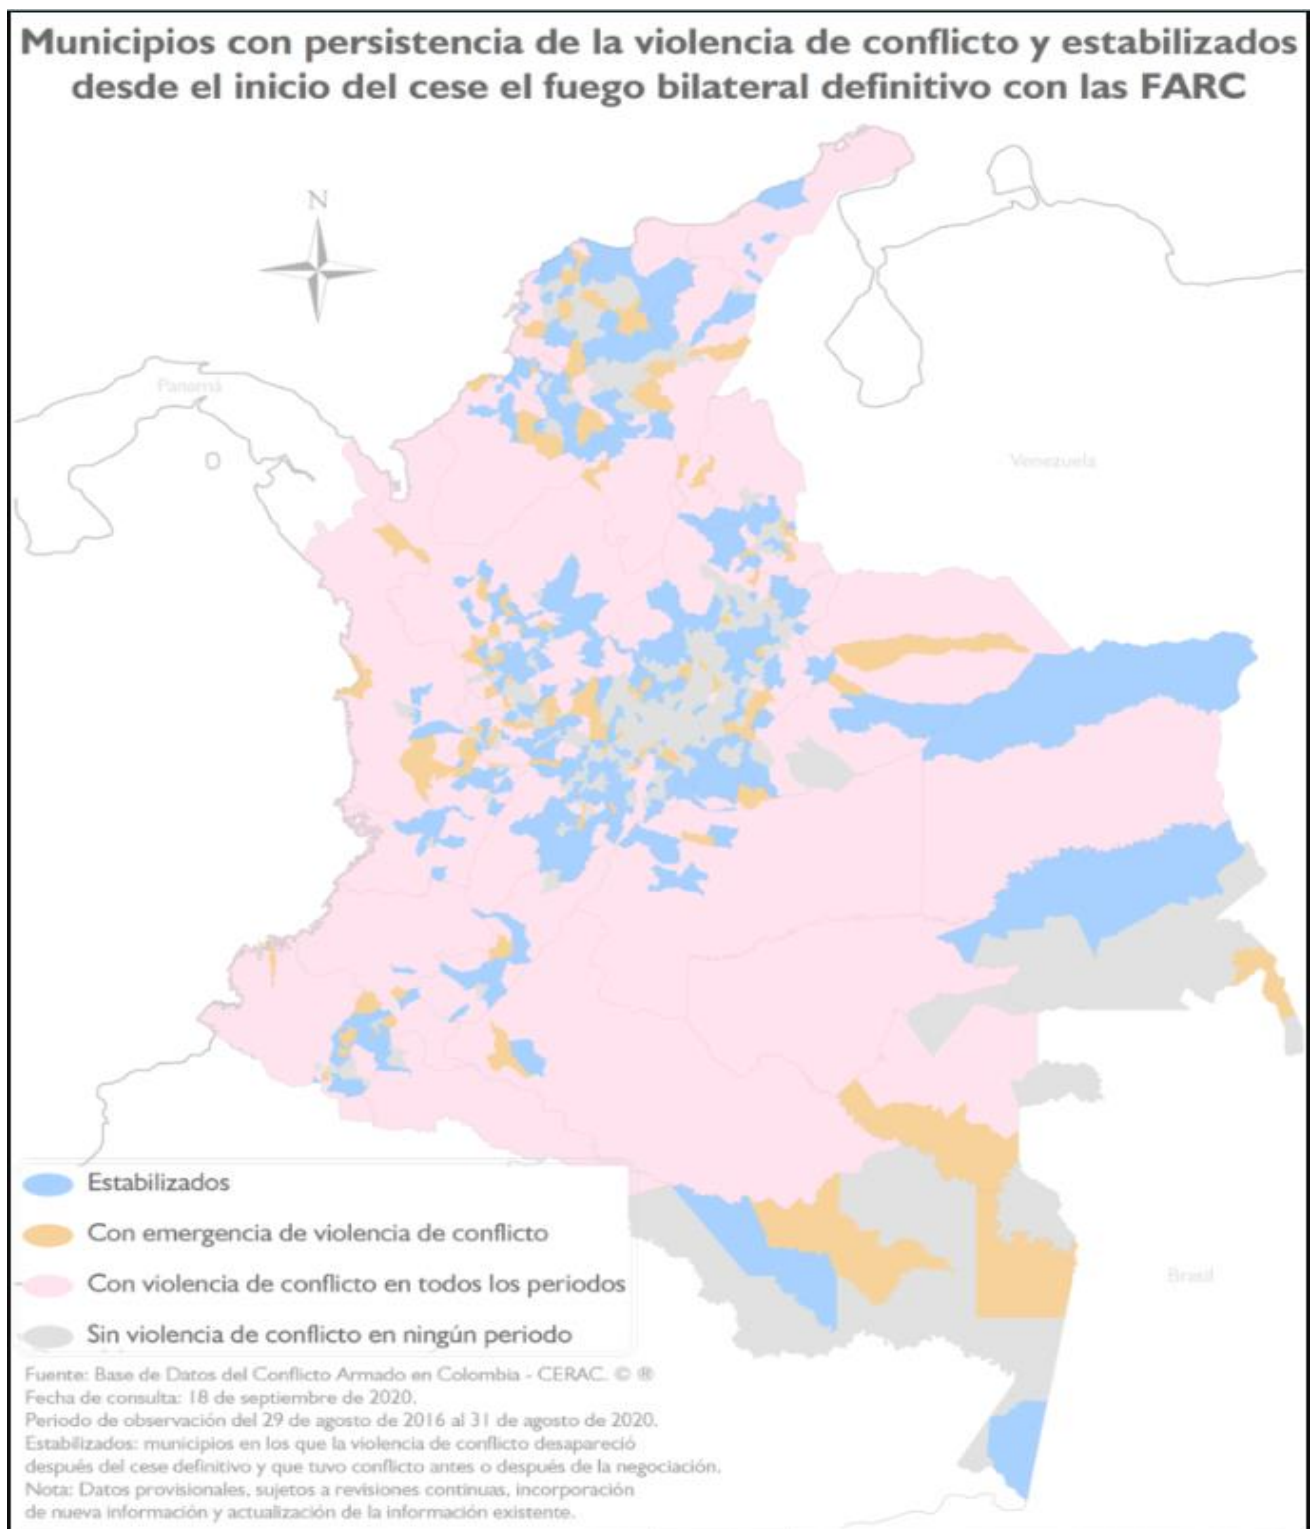 Municipios con persistencia de la violencia de conflicto y estabilizados
desde el inicio del cese el fuego bilateral definitivo con las FARC
N
Panamá
Venezuela
Brasil
Estabilizados
Con emergencia de violencia de conflicto
Con violencia de conflicto en todos los periodos
Sin violencia de conflicto en ningún periodo
Fuente: Base de Datos del Conflicto Armado en Colombia - CERAC. © ®
Fecha de consulta: 18 de septiembre de 2020.
Periodo de observación del 29 de agosto de 2016 al 31 de agosto de 2020.
Estabilizados: municipios en los que la violencia de conflicto desapareció
después del cese definitivo y que tuvo conflicto antes o después de la negociación.
Nota: Datos provisionales, sujetos a revisiones continuas, incorporación
de nueva información y actualización de la información existente.